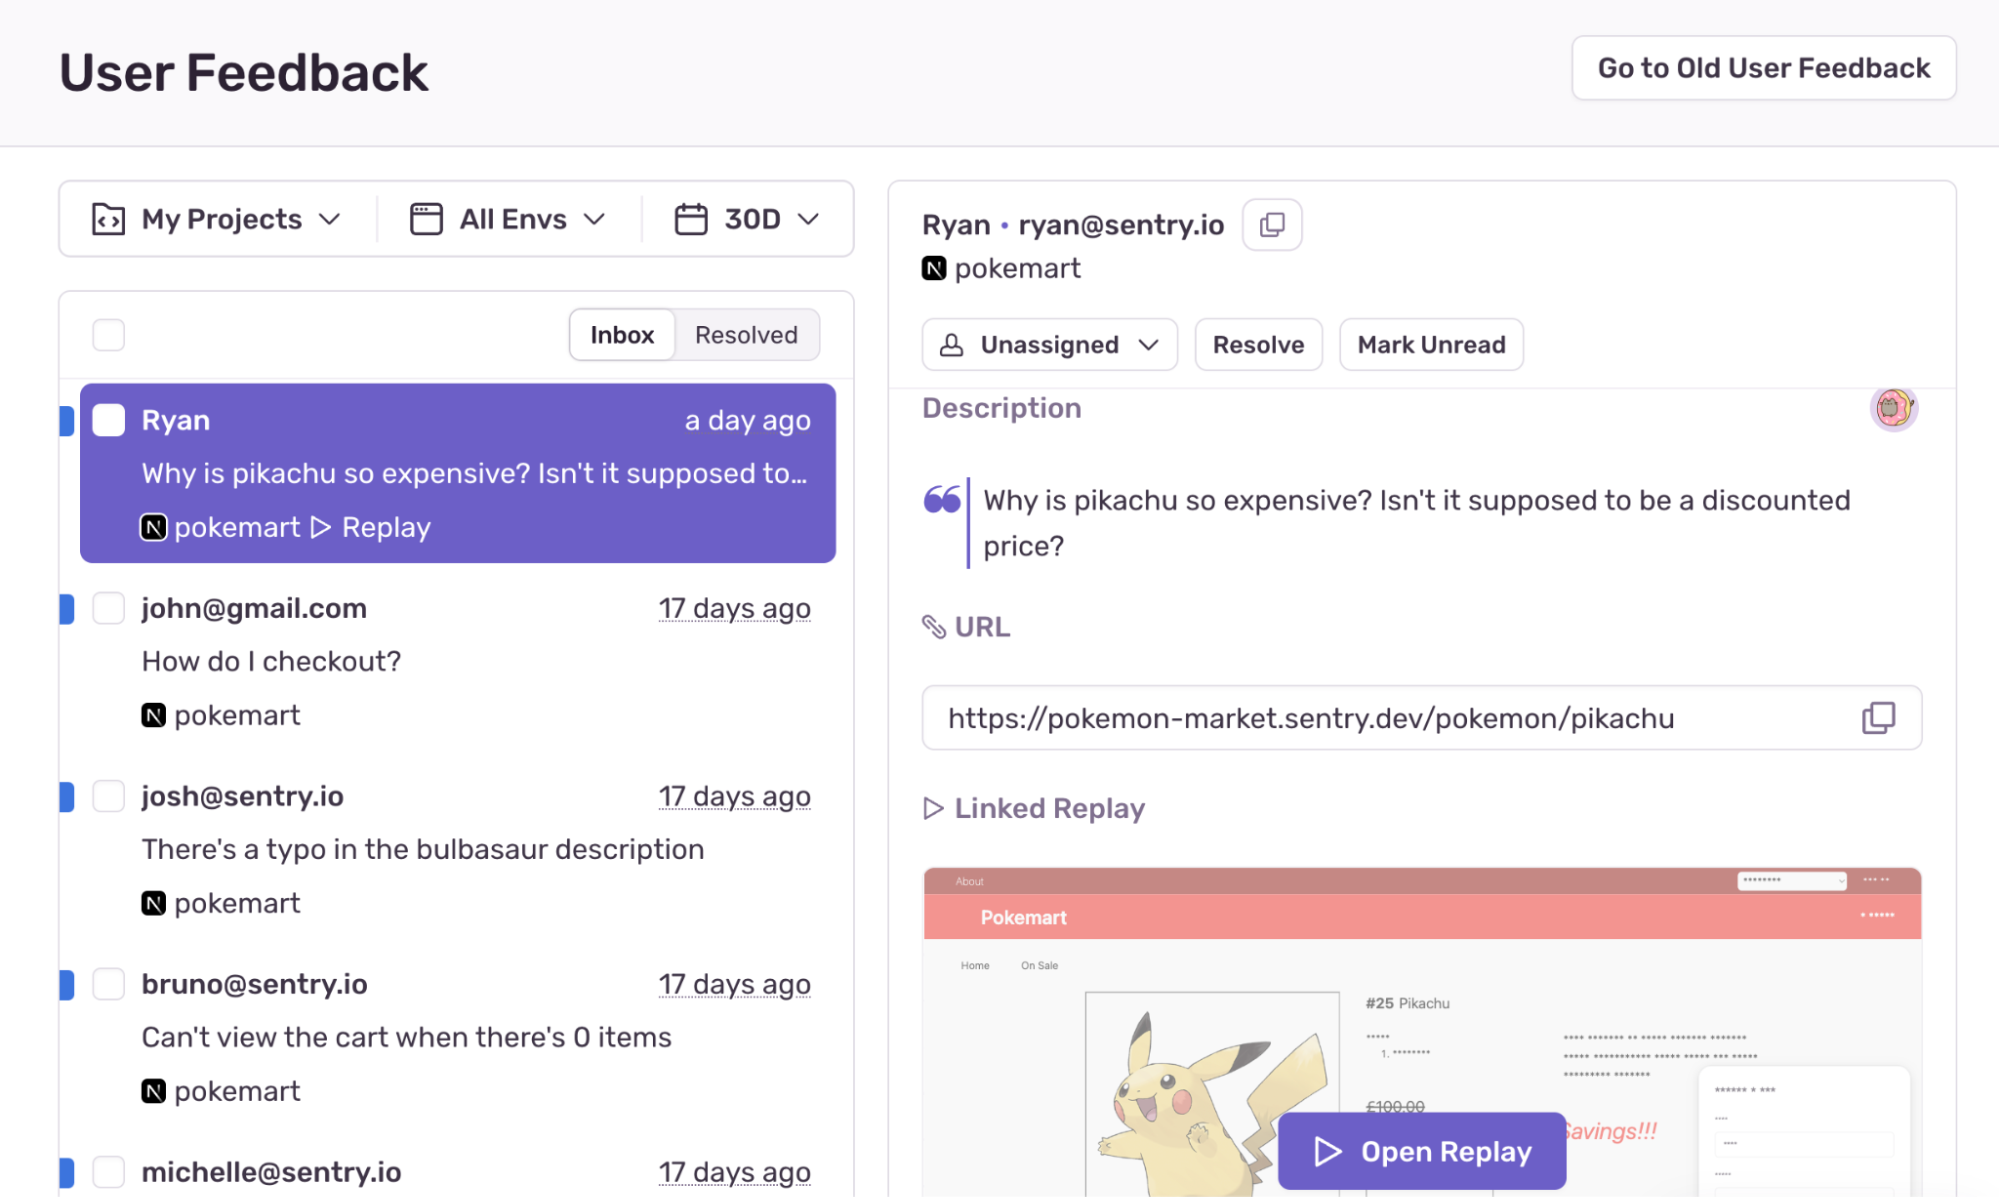 User Feedback
Go to Old User Feedback
My Projects
All Envs
30D
Inbox
Resolved
Ryan
a day ago
Why is pikachu so expensive? Isn't it supposed to...
pokemart Replay
john@gmail.com
17 days ago
How do I checkout?
pokemart
josh@sentry.io
17 days ago
There's a typo in the bulbasaur description
pokemart
bruno@sentry.io
17 days ago
Can't view the cart when there's 0 items
pokemart
michelle@sentry.io
17 days ago
Ryan • ryan@sentry.io
pokemart
Unassigned
Resolve
Mark Unread
Description
Why is pikachu so expensive? Isn't it supposed to be a discounted
price?
URL
https://pokemon-market.sentry.dev/pokemon/pikachu
Linked Replay
About
Pokemart
Home
On Sale
#25 Pikachu
1. ********
£100.00
Savings!!!
Open Replay